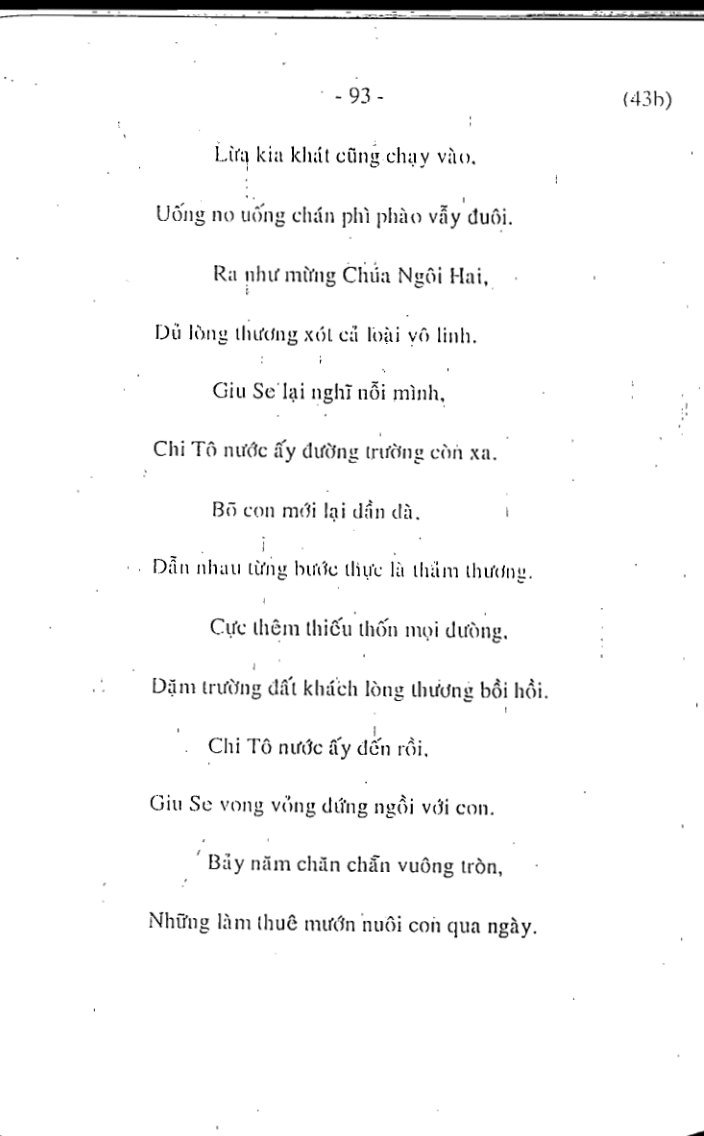 - 93 -
(43b)
Lừa kia khát cũng chạy vào.
Uống no uống chán phì phào vẫy đuôi.
Ra như mừng Chúa Ngôi Hai,
Dủ lòng thương xót cả loài vô linh.
Giu Se lại nghĩ nỗi mình,
Chi Tô nước ấy đường trường còn xa.
Bõ con mới lại dần dà.
Dẫn nhau từng bước thực là thảm thương.
Cực thêm thiếu thốn mọi đường,
Dặm trường đất khách lòng thương bồi hồi.
Chi Tô nước ấy đến rồi,
Giu Se vong vỏng đứng ngồi với con.
Bảy năm chăn chẵn vuông tròn,
Những làm thuê mướn nuôi con qua ngày.